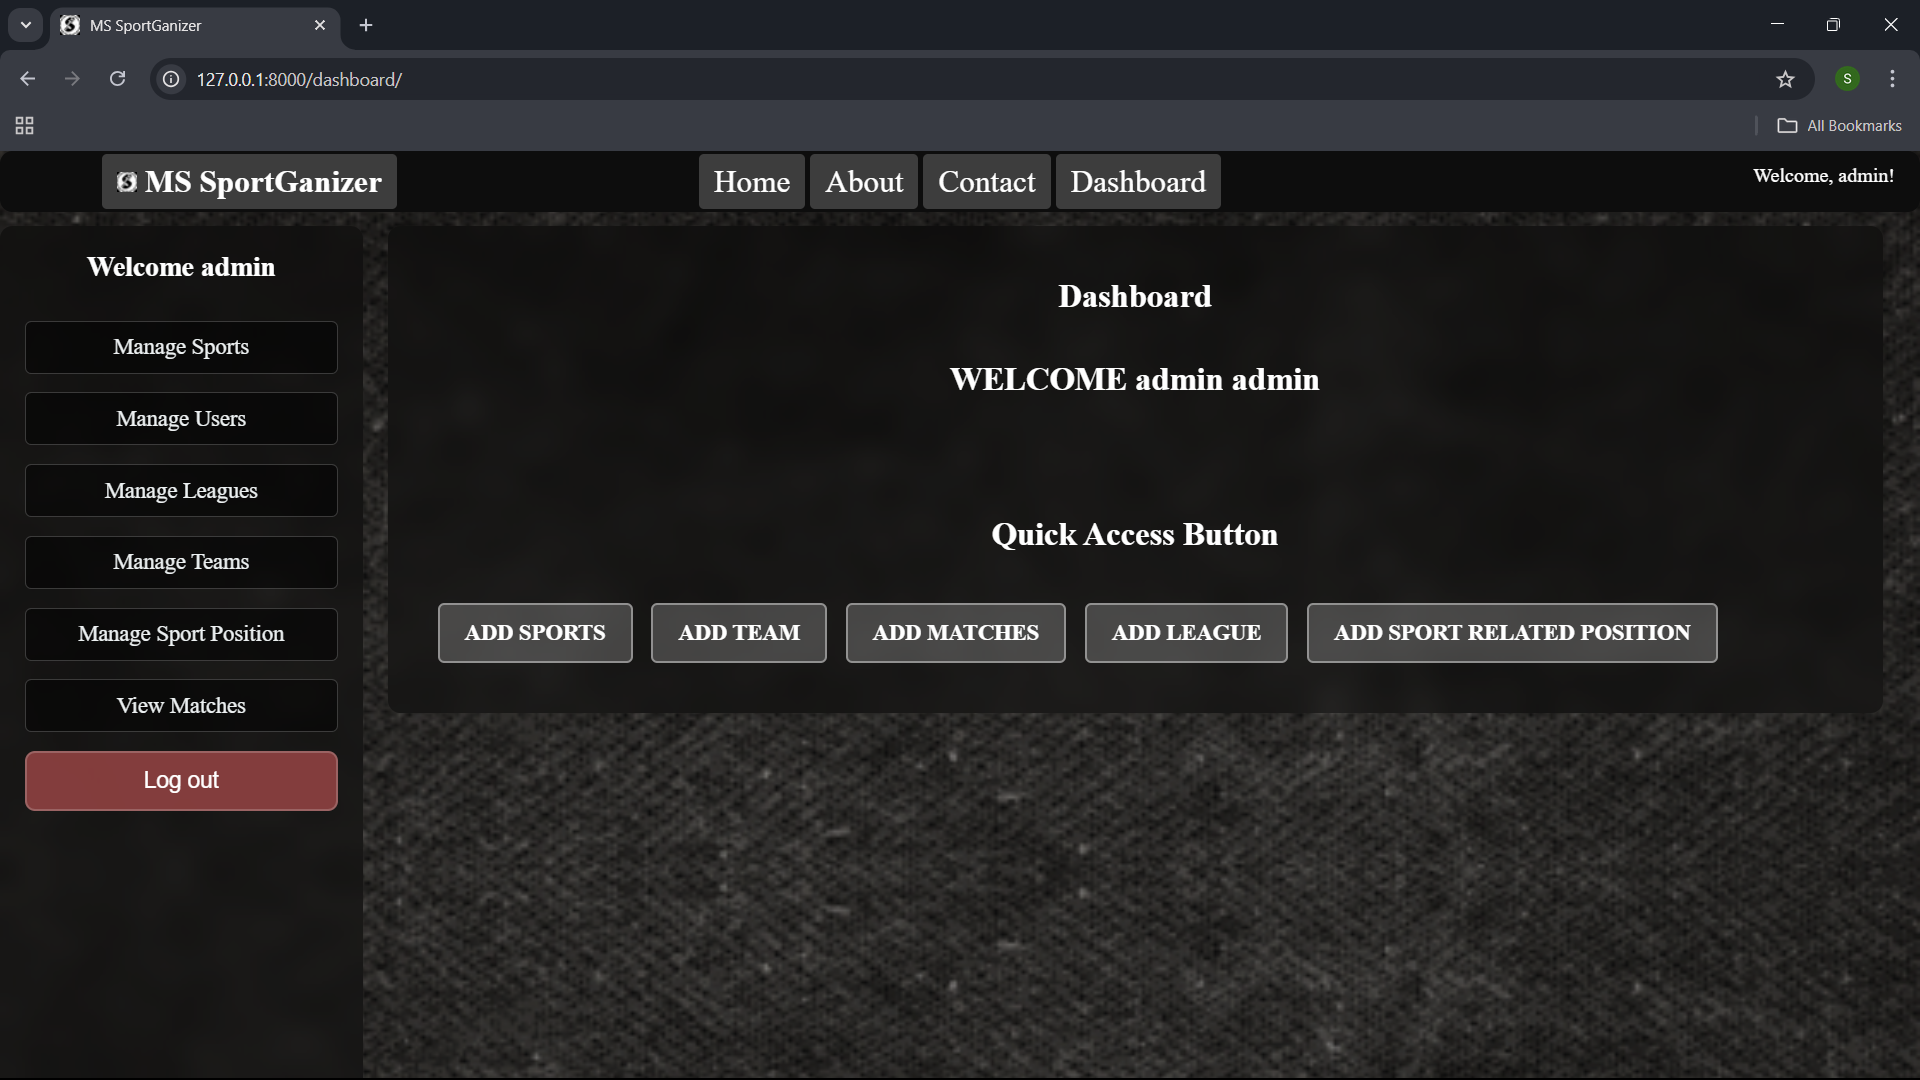 MS SportGanizer
127.0.0.1:8000/dashboard/
S
All Bookmarks
MS SportGanizer
Home
About
Contact
Dashboard
Welcome, admin!
Welcome admin
Manage Sports
Manage Users
Manage Leagues
Manage Teams
Manage Sport Position
View Matches
Log out
Dashboard
WELCOME admin admin
Quick Access Button
ADD SPORTS
ADD TEAM
ADD MATCHES
ADD LEAGUE
ADD SPORT RELATED POSITION